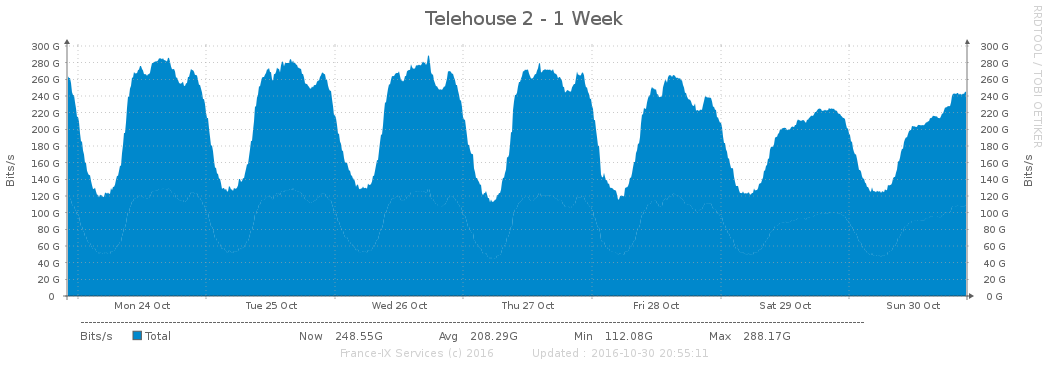 Telehouse 2 - 1 Week
RRDTOOL / TOBI OETIKER
Bits/s
300 G
280 G
260 G
240 G
220 G
200 G
180 G
160 G
140 G
120 G
100 G
80 G
60 G
40 G
20 G
0
300 G
280 G
260 G
240 G
220 G
200 G
180 G
160 G
140 G
120 G
100 G
80 G
60 G
40 G
20 G
0 G
Bits/s
Mon 24 Oct Tue 25 Oct Wed 26 Oct Thu 27 Oct Fri 28 Oct Sat 29 Oct Sun 30 Oct
Bits/s Total Now 248.55G Avg 208.29G Min 112.08G Max 288.17G
France-IX Services (c) 2016 Updated : 2016-10-30 20:55:11